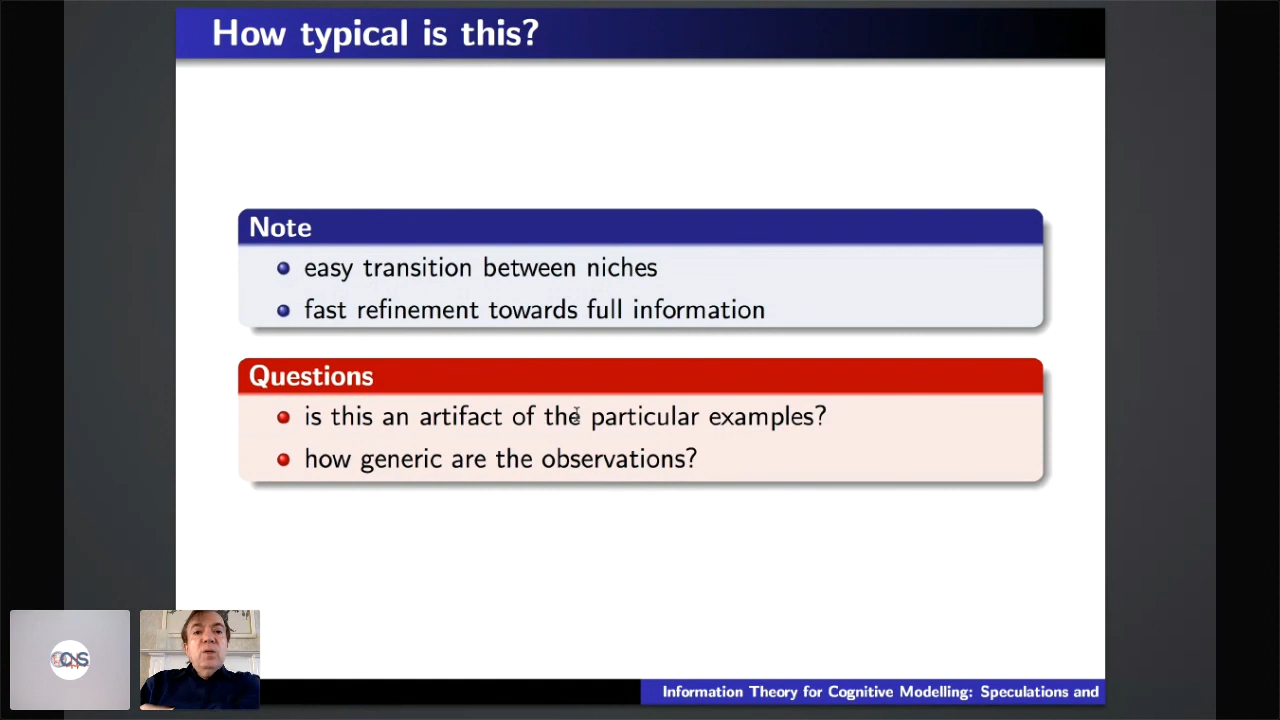 How typical is this?
Note
easy transition between niches
fast refinement towards full information
Questions
is this an artifact of the particular examples?
how generic are the observations?
Information Theory for Cognitive Modelling: Speculations and